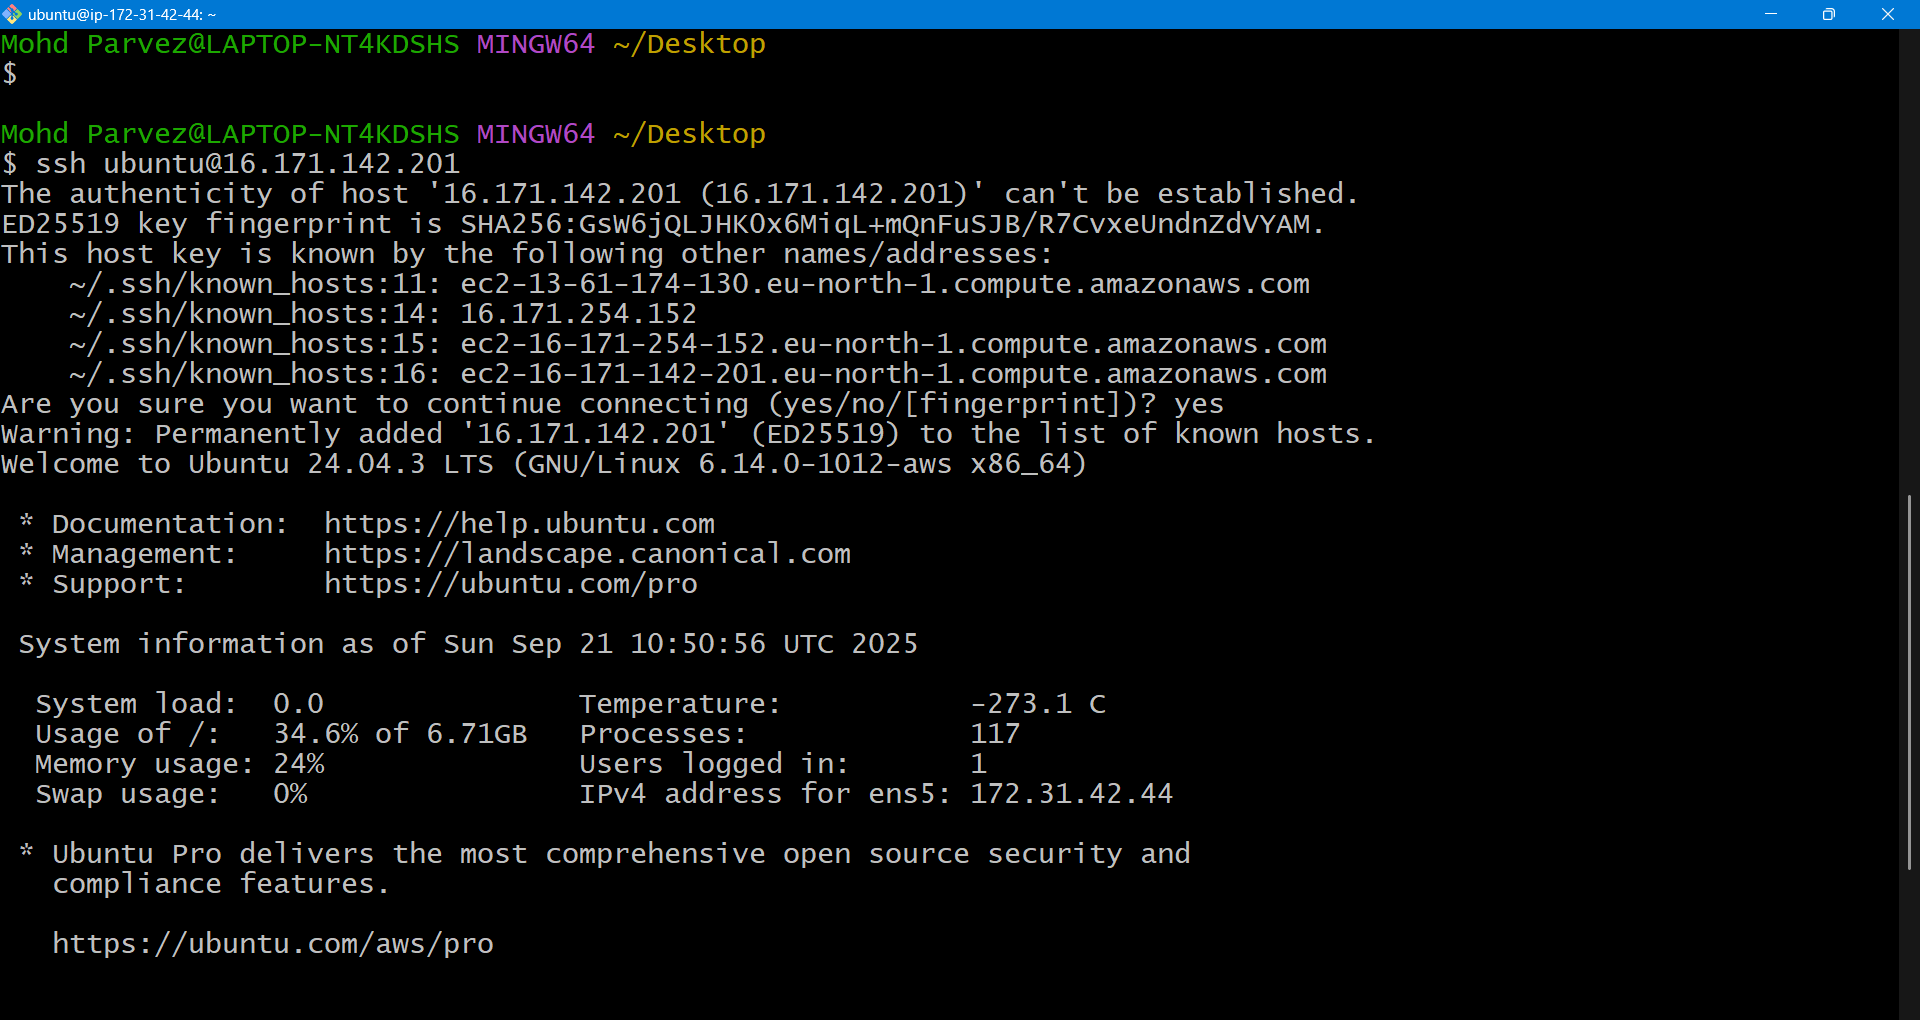 ubuntu@ip-172-31-42-44: ~
Mohd Parvez@LAPTOP-NT4KDSHS MINGW64 ~/Desktop
$
Mohd Parvez@LAPTOP-NT4KDSHS MINGW64 ~/Desktop
$ ssh ubuntu@16.171.142.201
The authenticity of host '16.171.142.201 (16.171.142.201)' can't be established.
ED25519 key fingerprint is SHA256:GsW6jQLJHKOx6MiqL+mQnFuSJB/R7CvxeUndnZdVYAM.
This host key is known by the following other names/addresses:
    ~/.ssh/known_hosts:11: ec2-13-61-174-130.eu-north-1.compute.amazonaws.com
    ~/.ssh/known_hosts:14: 16.171.254.152
    ~/.ssh/known_hosts:15: ec2-16-171-254-152.eu-north-1.compute.amazonaws.com
    ~/.ssh/known_hosts:16: ec2-16-171-142-201.eu-north-1.compute.amazonaws.com
Are you sure you want to continue connecting (yes/no/[fingerprint])? yes
Warning: Permanently added '16.171.142.201' (ED25519) to the list of known hosts.
Welcome to Ubuntu 24.04.3 LTS (GNU/Linux 6.14.0-1012-aws x86_64)
 * Documentation:  https://help.ubuntu.com
 * Management:     https://landscape.canonical.com
 * Support:        https://ubuntu.com/pro
 System information as of Sun Sep 21 10:50:56 UTC 2025
  System load:  0.0               Temperature:           -273.1 C
  Usage of /:   34.6% of 6.71GB   Processes:             117
  Memory usage: 24%               Users logged in:       1
  Swap usage:   0%                IPv4 address for ens5: 172.31.42.44
 * Ubuntu Pro delivers the most comprehensive open source security and
   compliance features.
   https://ubuntu.com/aws/pro